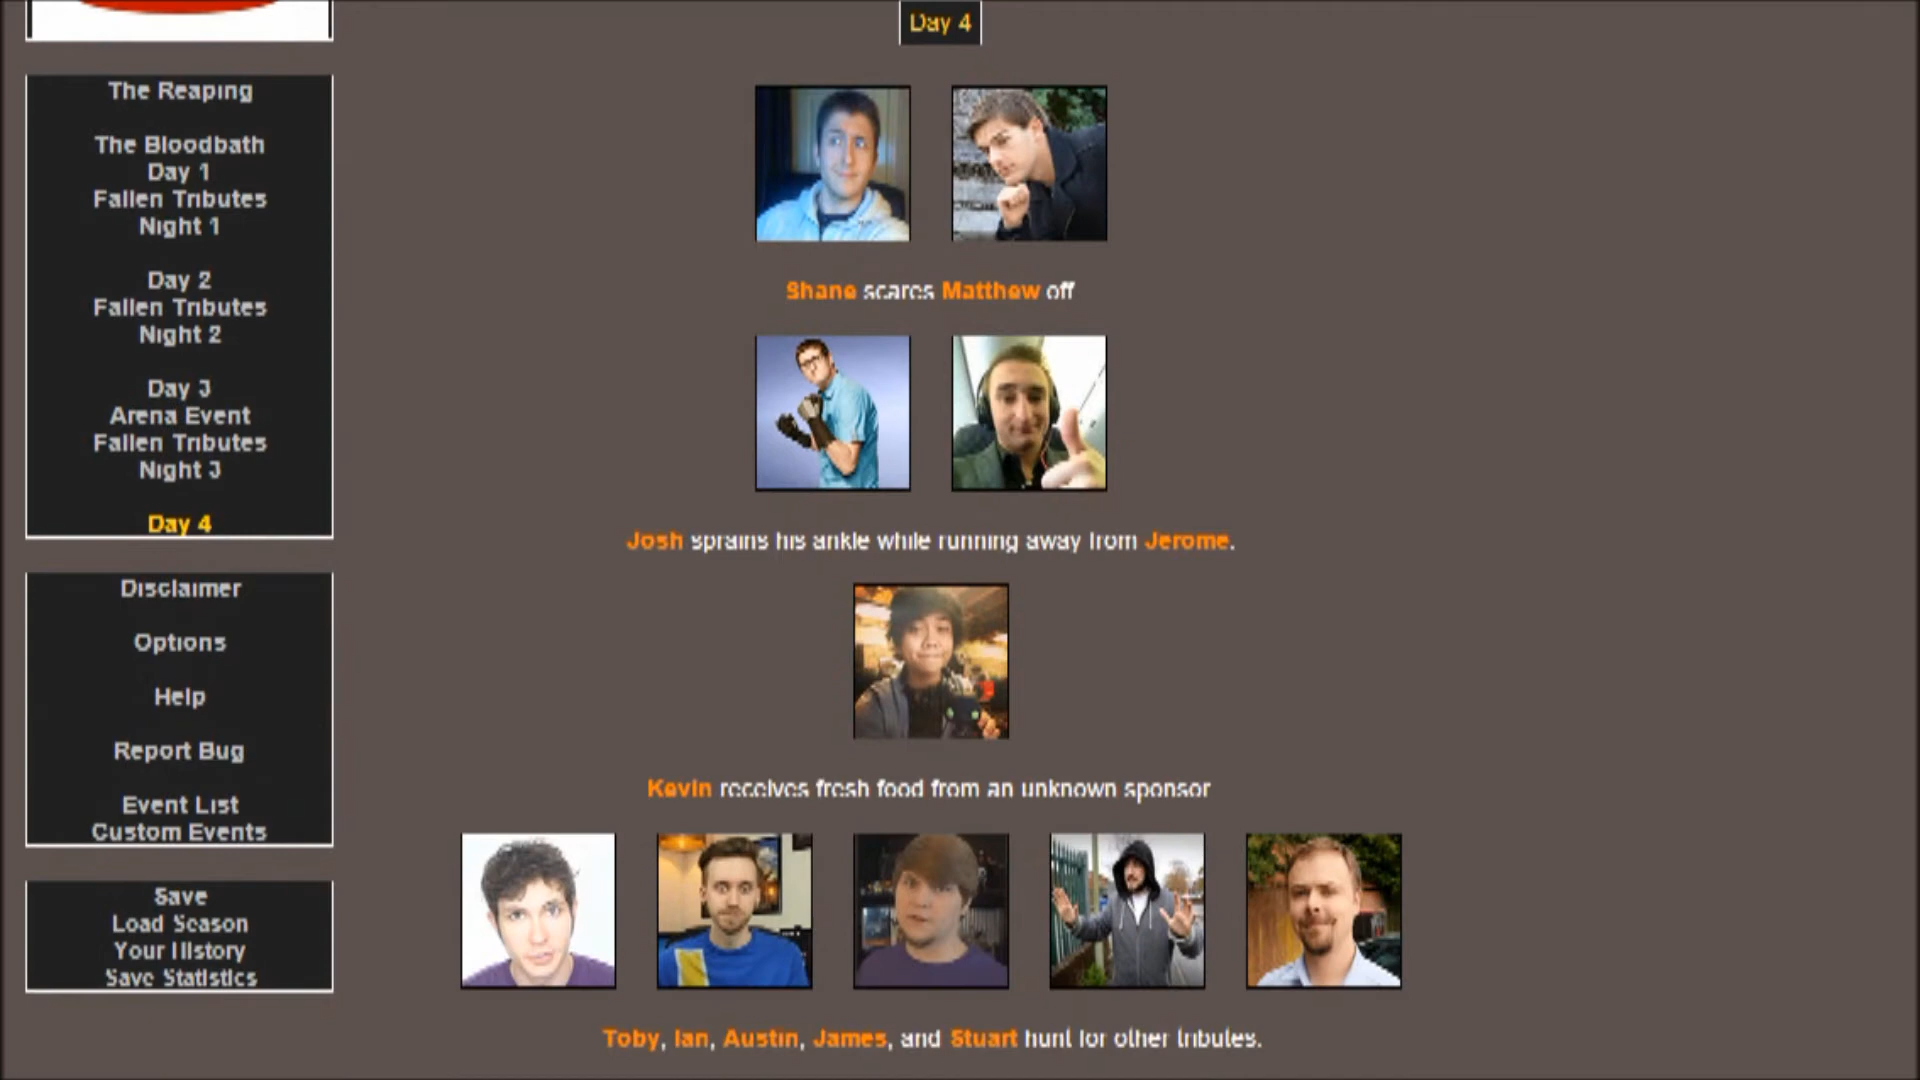 Day 4
The Reaping
The Bloodbath
Day 1
Fallen Tributes
Night 1
Day 2
Fallen Tributes
Night 2
Day 3
Arena Event
Fallen Tributes
Night 3
Day 4
Disclaimer
Options
Help
Report Bug
Event List
Custom Events
Save
Load Season
Your History
Save Statistics
Shane scares Matthew off
Josh sprains his ankle while running away from Jerome.
Kevin receives fresh food from an unknown sponsor
Toby, Ian, Austin, James, and Stuart hunt for other tributes.